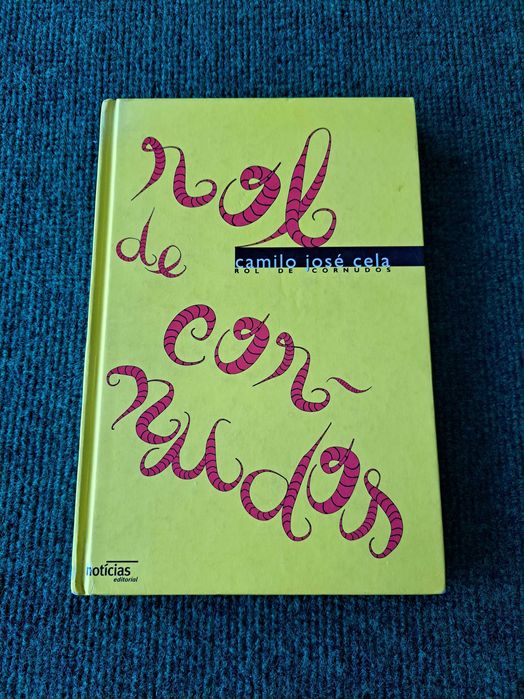 rol
de
camilo josé cela
ROL DE CORNUDOS
cor-
nudos
notícias
editorial